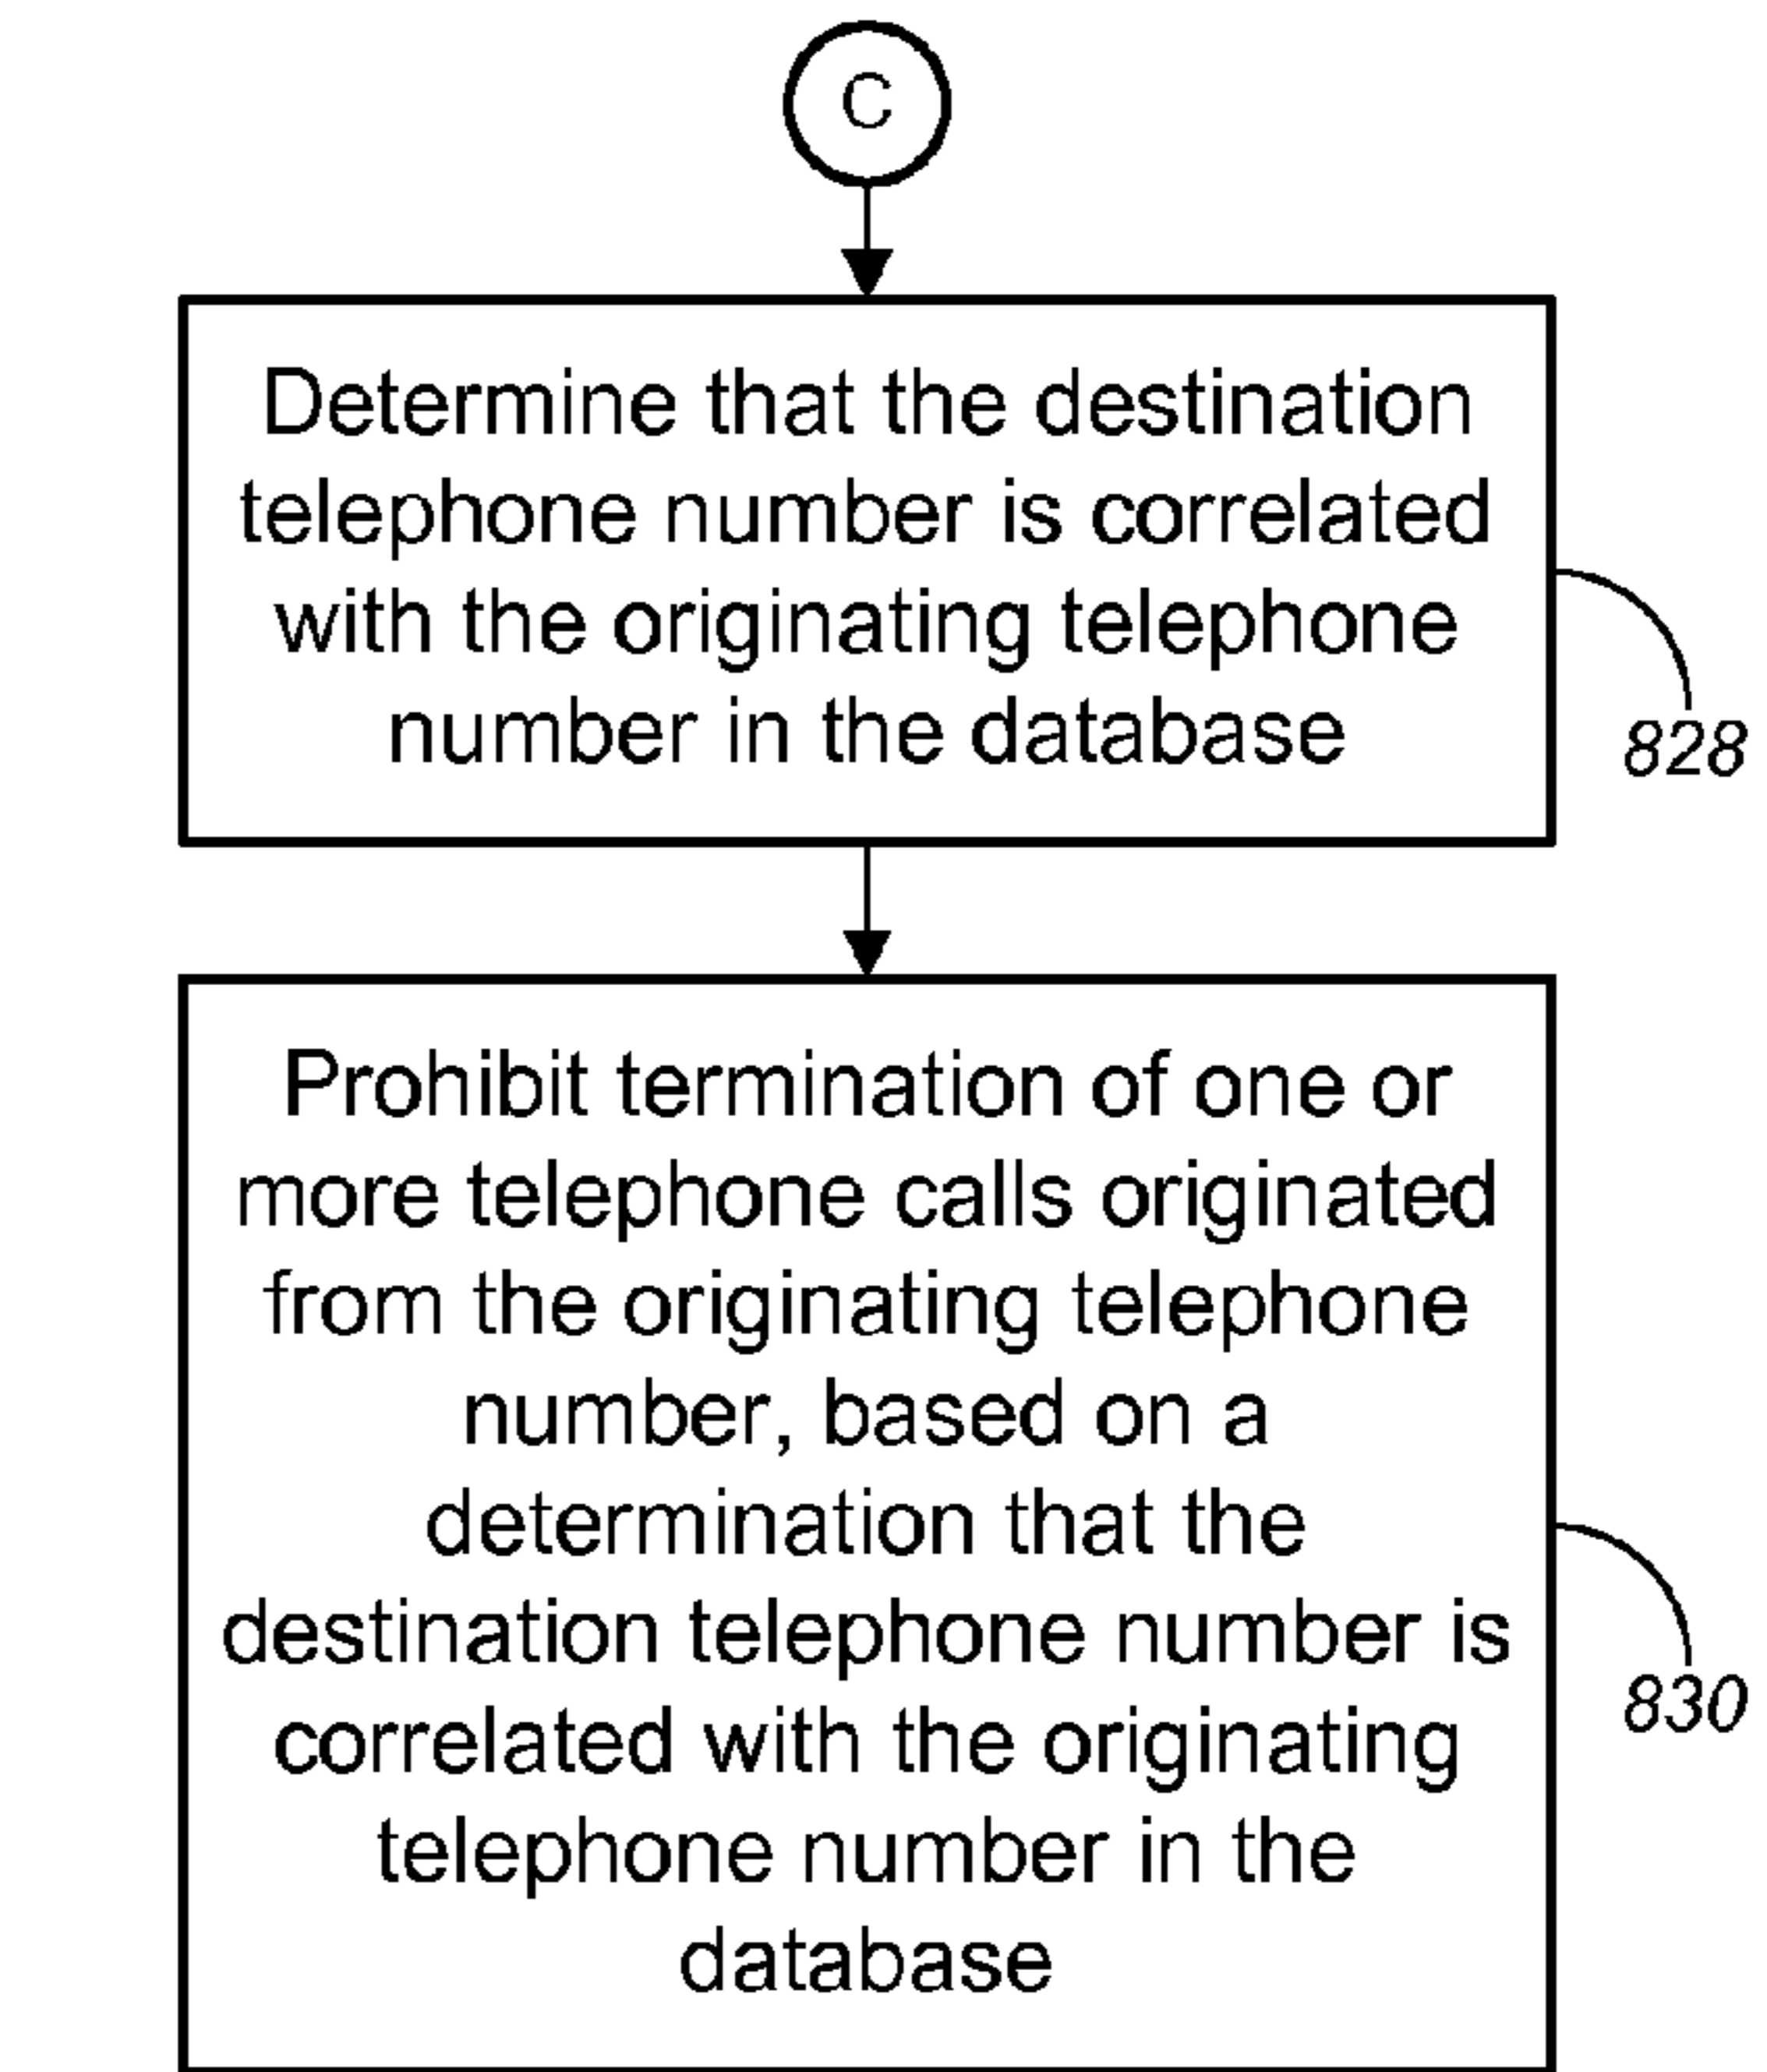 C
Determine that the destination
telephone number is correlated
with the originating telephone
number in the database
828
Prohibit termination of one or
more telephone calls originated
from the originating telephone
number, based on a
determination that the
destination telephone number is
correlated with the originating
telephone number in the
database
830